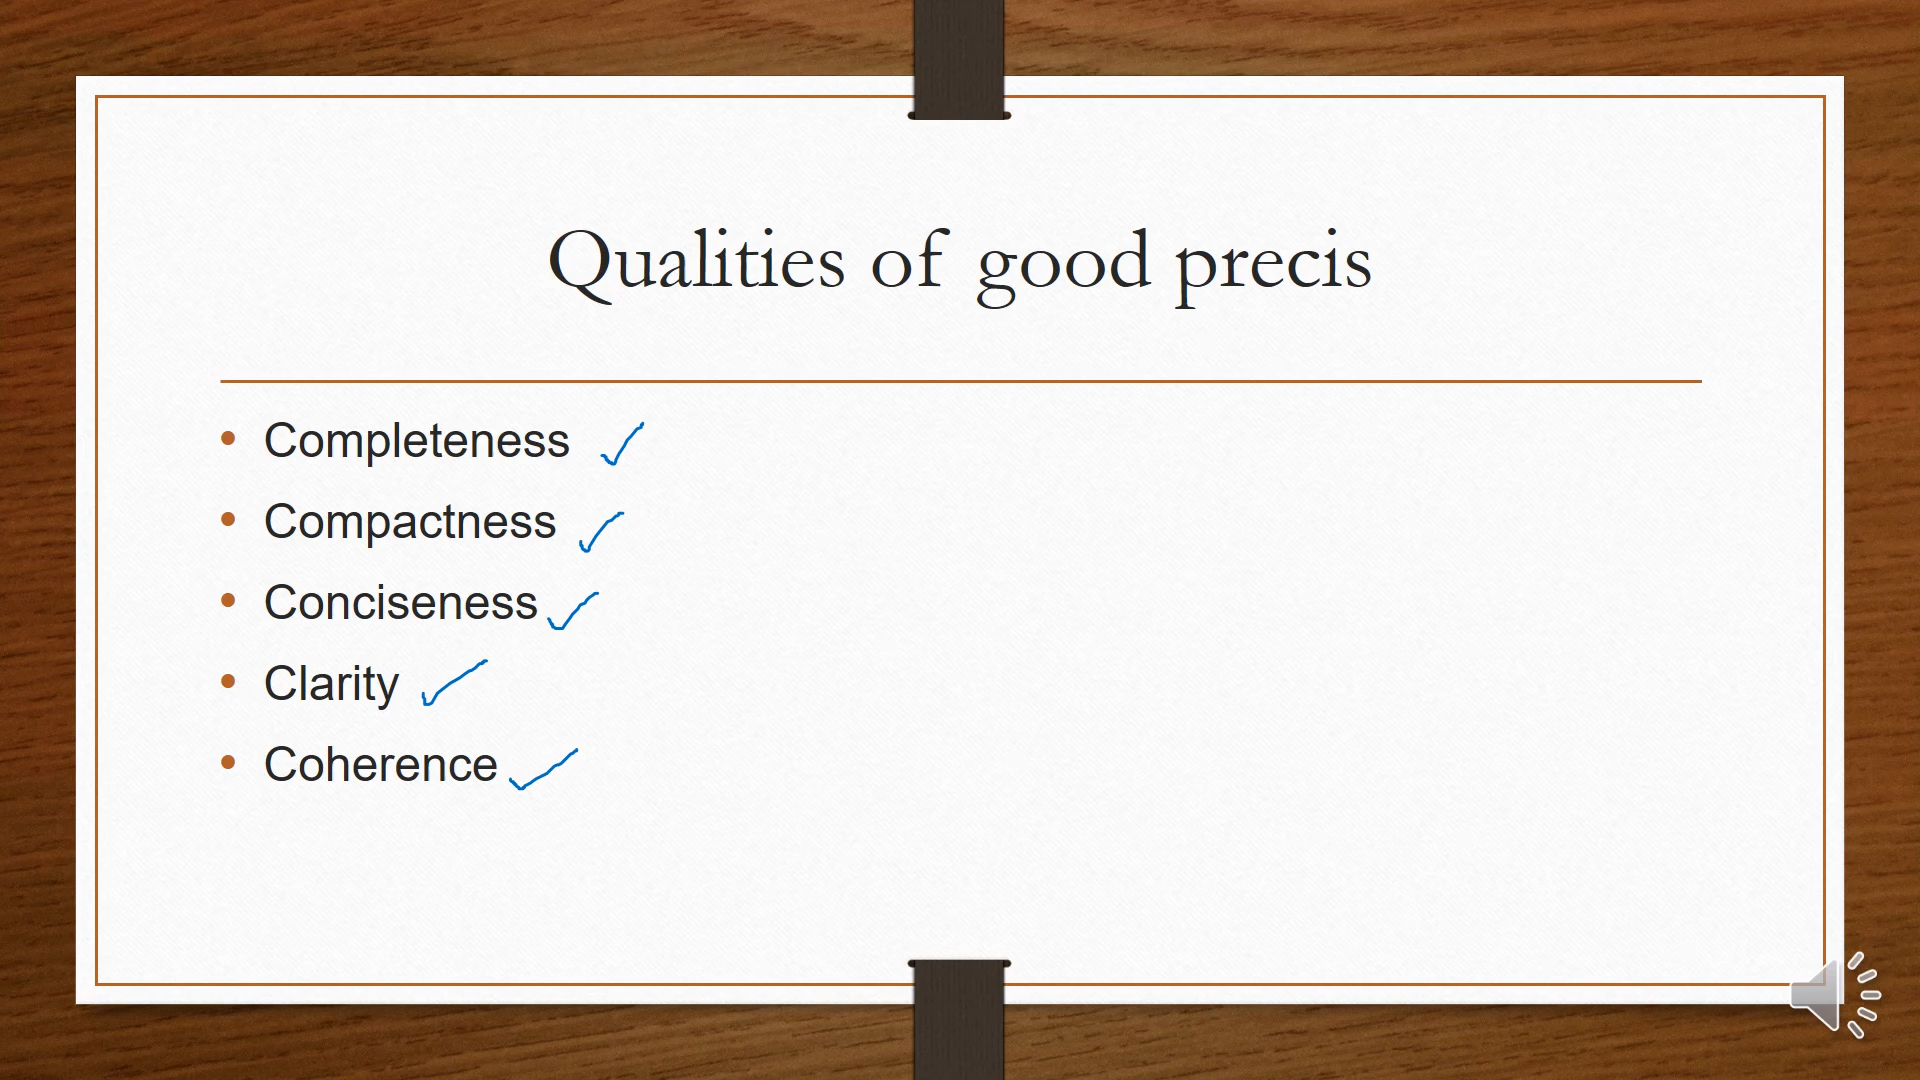 Qualities of good precis
• Completeness ✓
• Compactness ✓
• Conciseness ✓
• Clarity ✓
• Coherence ✓